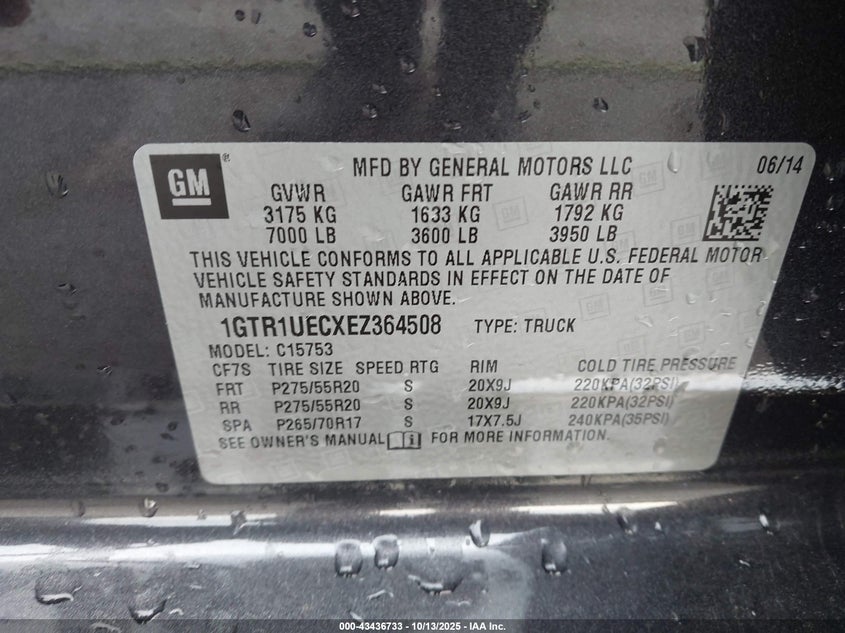 GM®
MFD BY GENERAL MOTORS LLC 06/14
GVWR GAWR FRT GAWR RR
3175 KG 1633 KG 1792 KG
7000 LB 3600 LB 3950 LB
THIS VEHICLE CONFORMS TO ALL APPLICABLE U.S. FEDERAL MOTOR
VEHICLE SAFETY STANDARDS IN EFFECT ON THE DATE OF
MANUFACTURE SHOWN ABOVE.
1GTR1UECXEZ364508 TYPE: TRUCK
MODEL: C15753
CF7S TIRE SIZE SPEED RTG RIM COLD TIRE PRESSURE
FRT P275/55R20 S 20X9J 220KPA(32PSI)
RR P275/55R20 S 20X9J 220KPA(32PSI)
SPA P265/70R17 S 17X7.5J 240KPA(35PSI)
SEE OWNER'S MANUAL i FOR MORE INFORMATION.
000-43436733 - 10/13/2025 - IAA Inc.